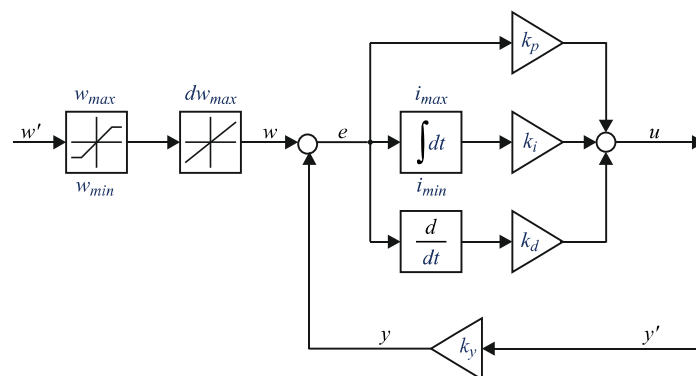 k_p
w_max
dw_max
i_max
w'
w
e
∫dt
k_i
u
w_min
i_min
d
dt
k_d
y
k_y
y'